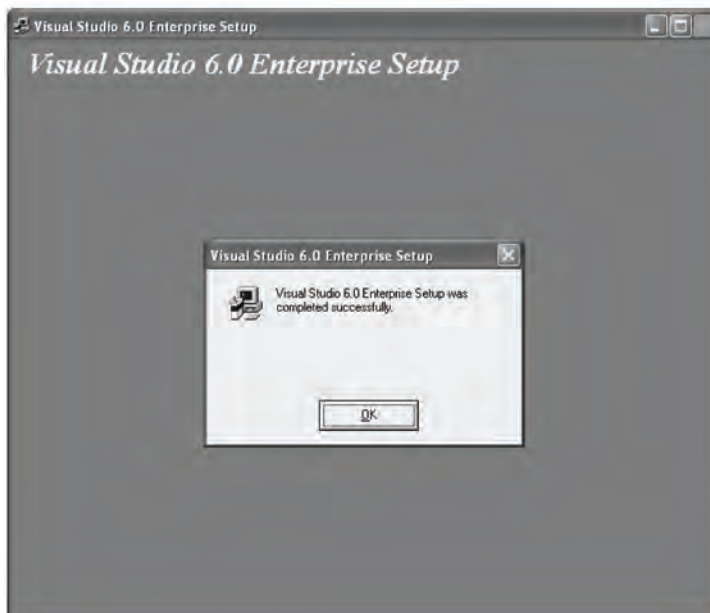 Visual Studio 6.0 Enterprise Setup
Visual Studio 6.0 Enterprise Setup
Visual Studio 6.0 Enterprise Setup
Visual Studio 6.0 Enterprise Setup was
completed successfully.
OK